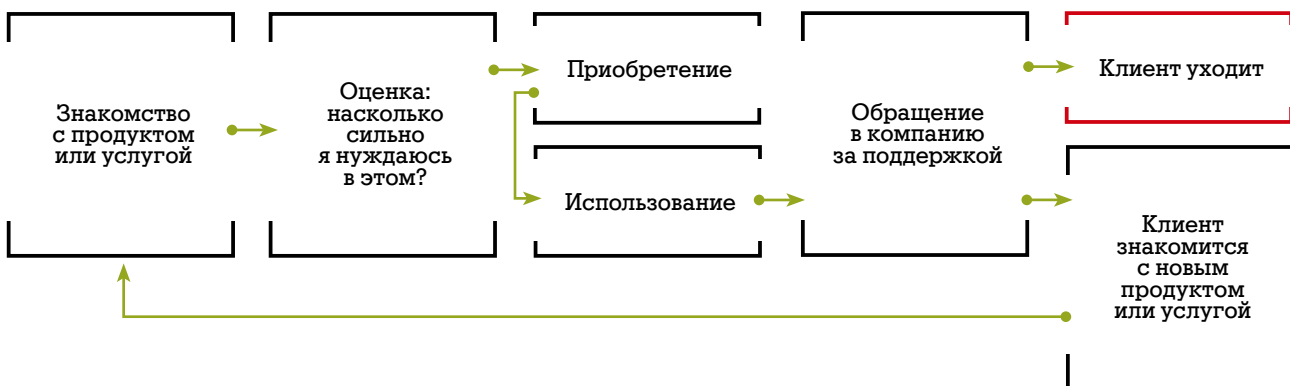 Знакомство
с продуктом
или услугой
Оценка:
насколько
сильно
я нуждаюсь
в этом?
Приобретение
Использование
Обращение
в компанию
за поддержкой
Клиент уходит
Клиент
знакомится
с новым
продуктом
или услугой